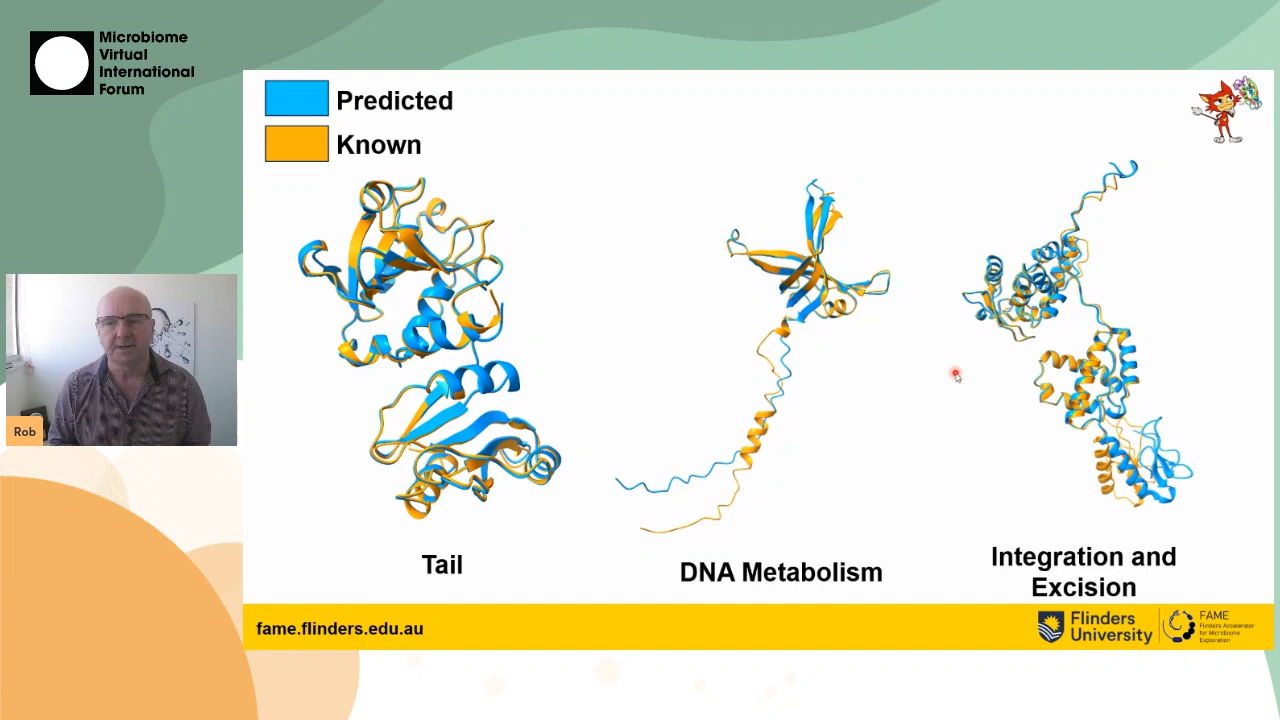 Microbiome
Virtual
International
Forum
Predicted
Known
Rob
Tail
DNA Metabolism
Integration and
Excision
fame.flinders.edu.au
Flinders
University
FAME
Flinders Accelerator
for Microbiome
Exploration